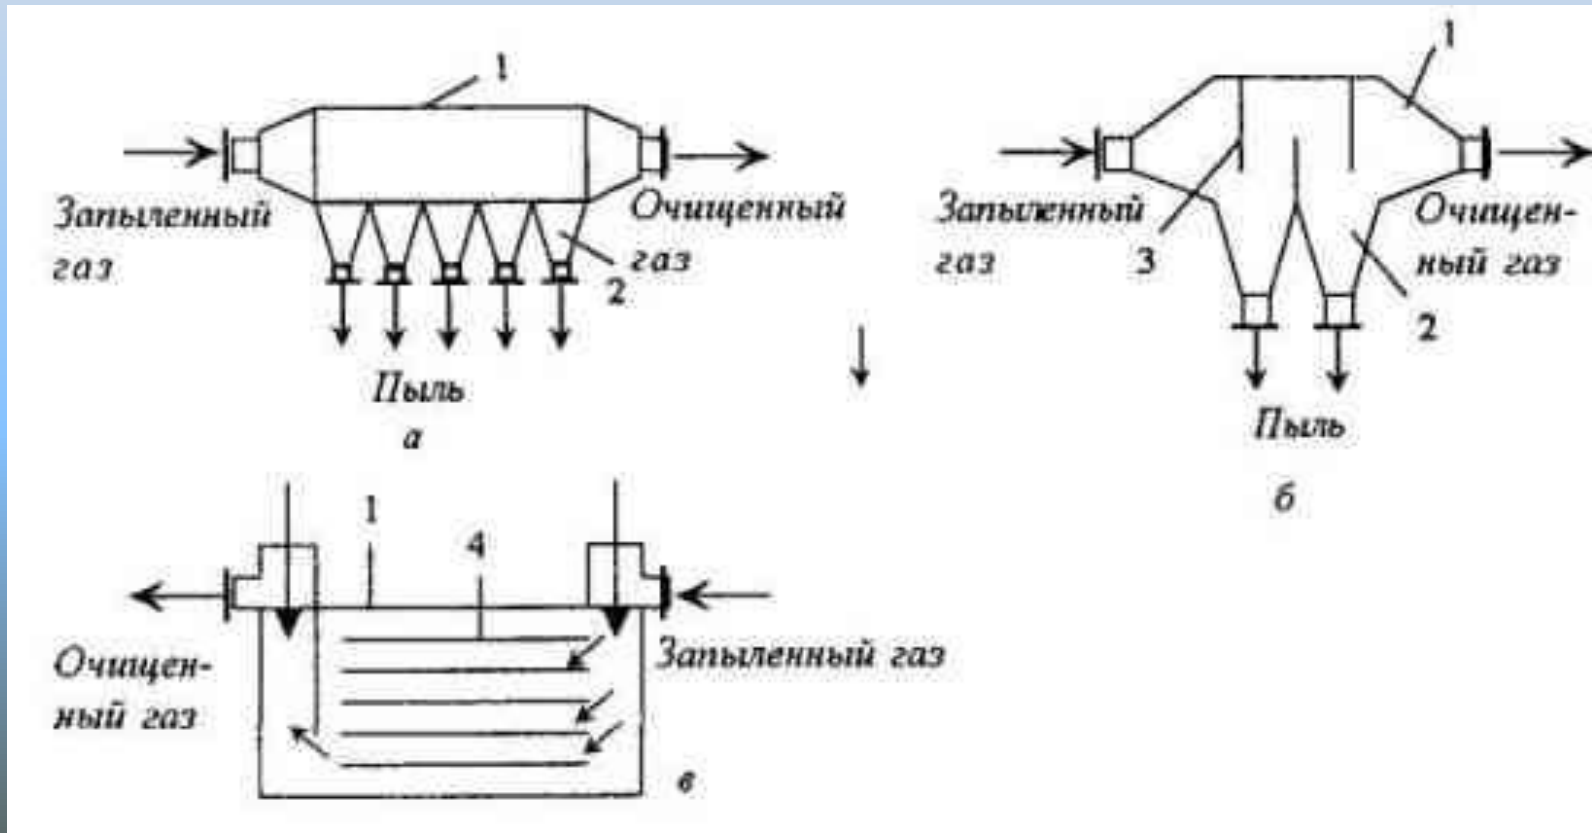 1
Запыленный
газ
Очищенный
газ
2
Пыль
а
1
Запыленный
газ
3
Очищен-
ный газ
2
Пыль
б
1
4
Очищен-
ный газ
Запыленный газ
в